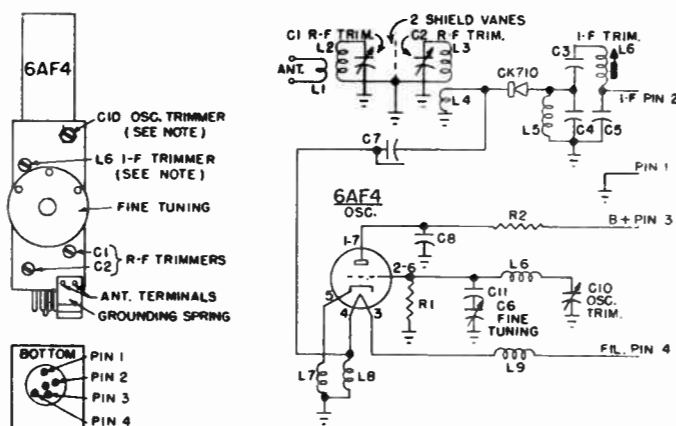 6AF4
C10 OSC. TRIMMER
(SEE NOTE)
L6 I-F TRIMMER
(SEE NOTE)
FINE TUNING
C1
C2
R-F TRIMMERS
ANT. TERMINALS
GROUNDING SPRING
BOTTOM
PIN 1
PIN 2
PIN 3
PIN 4
2 SHIELD VANES
C1 R-F TRIM.
C2 R-F TRIM.
L2
L3
ANT.
L1
L4
I-F TRIM.
C3
L6
CK710
I-F PIN 2
L5
C4
C5
C7
PIN 1
6AF4
OSC.
R2
B+ PIN 3
1-7
C8
2-6
L6
5
4
3
R1
C11
C6
FINE
TUNING
C10
OSC.
TRIM.
FIL. PIN 4
L7
L8
L9